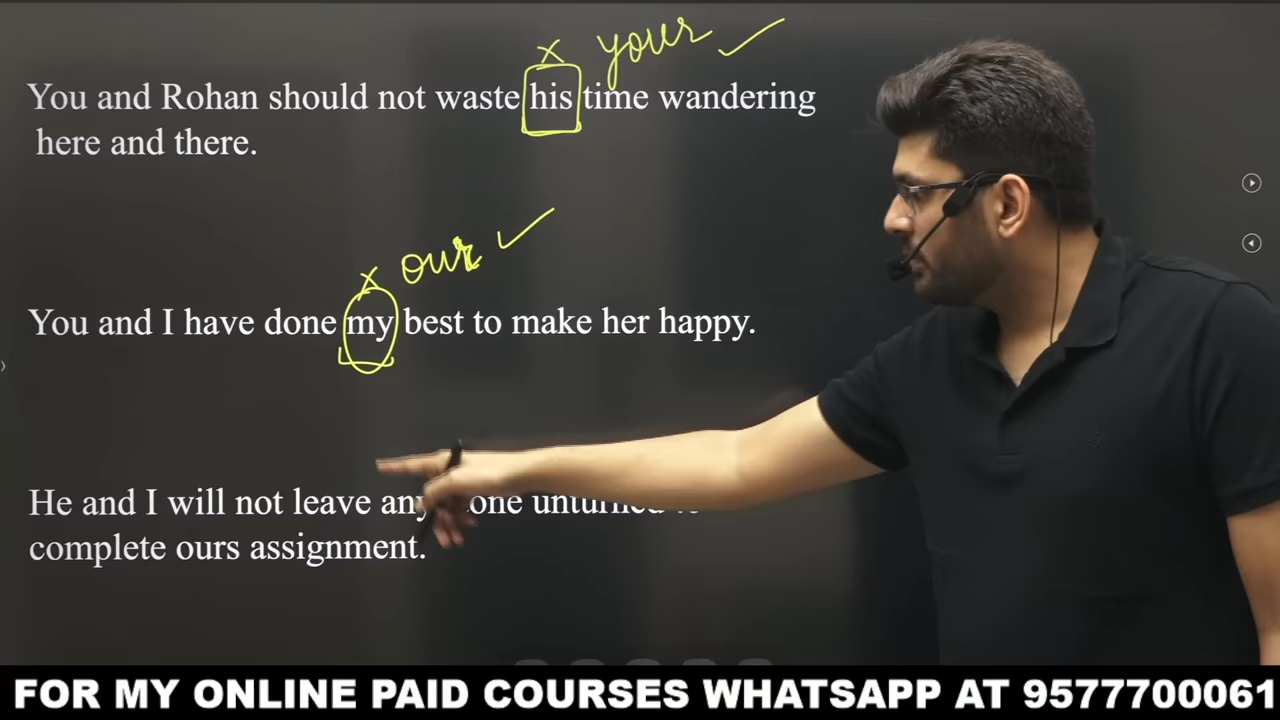 x your
You and Rohan should not waste his time wandering
here and there.
x our
You and I have done my best to make her happy.
He and I will not leave any unturned to
complete ours assignment.
FOR MY ONLINE PAID COURSES WHATSAPP AT 9577700061